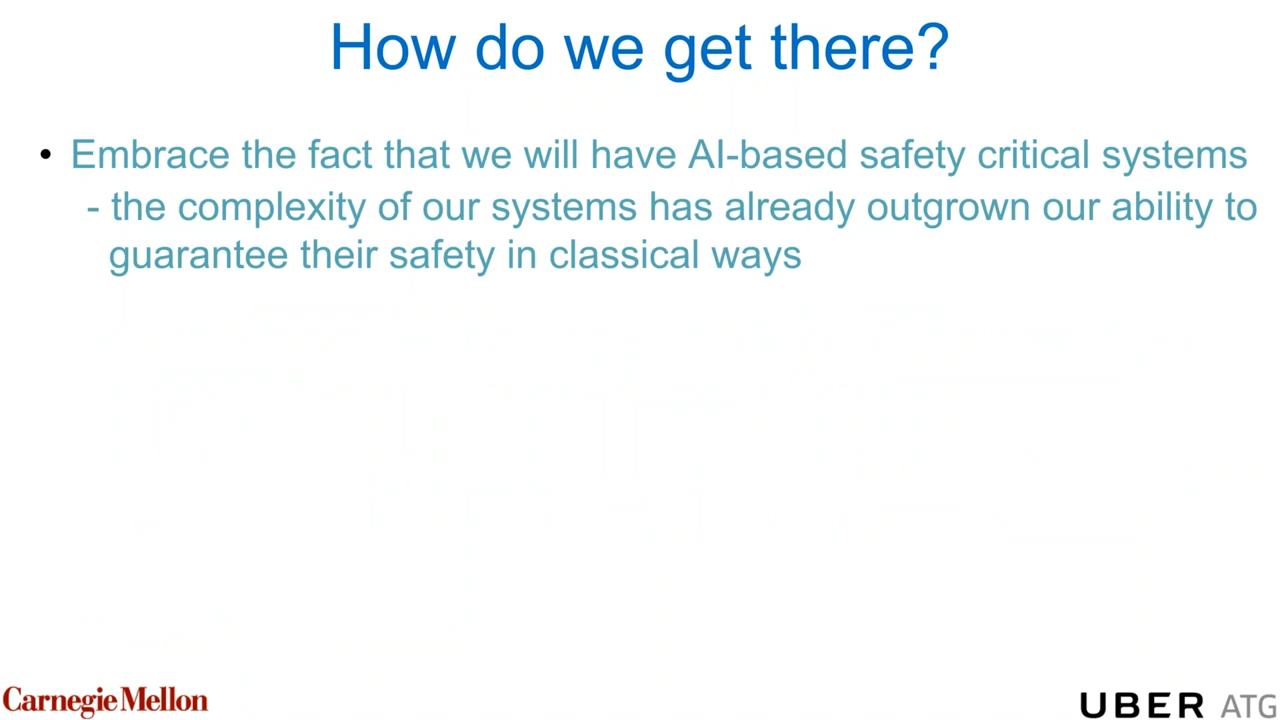 How do we get there?
• Embrace the fact that we will have AI-based safety critical systems
- the complexity of our systems has already outgrown our ability to
guarantee their safety in classical ways
Carnegie Mellon
UBER ATG